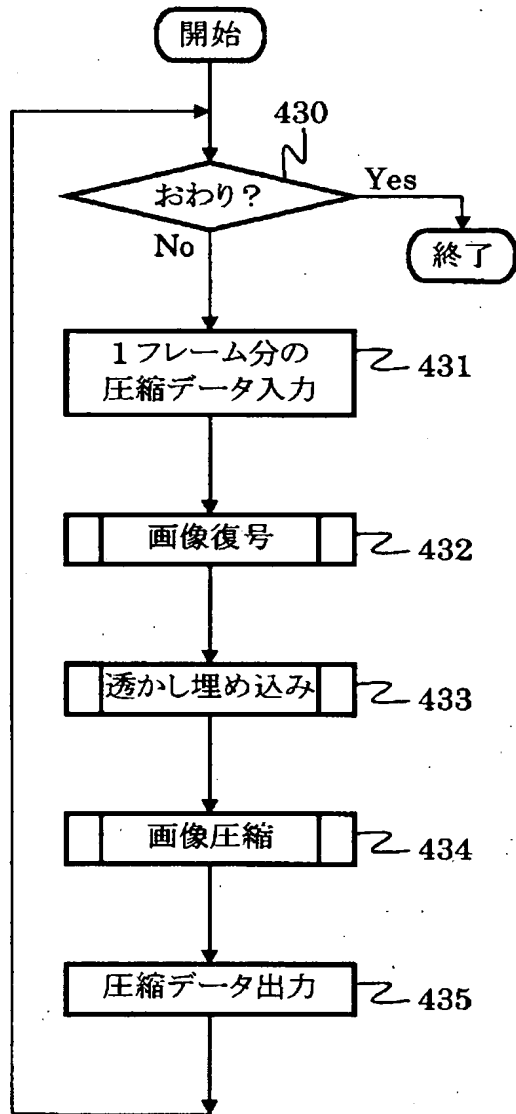 開始
430
おわり?
Yes
No
終了
1フレーム分の
圧縮データ入力
431
画像復号
432
透かし埋め込み
433
画像圧縮
434
圧縮データ出力
435